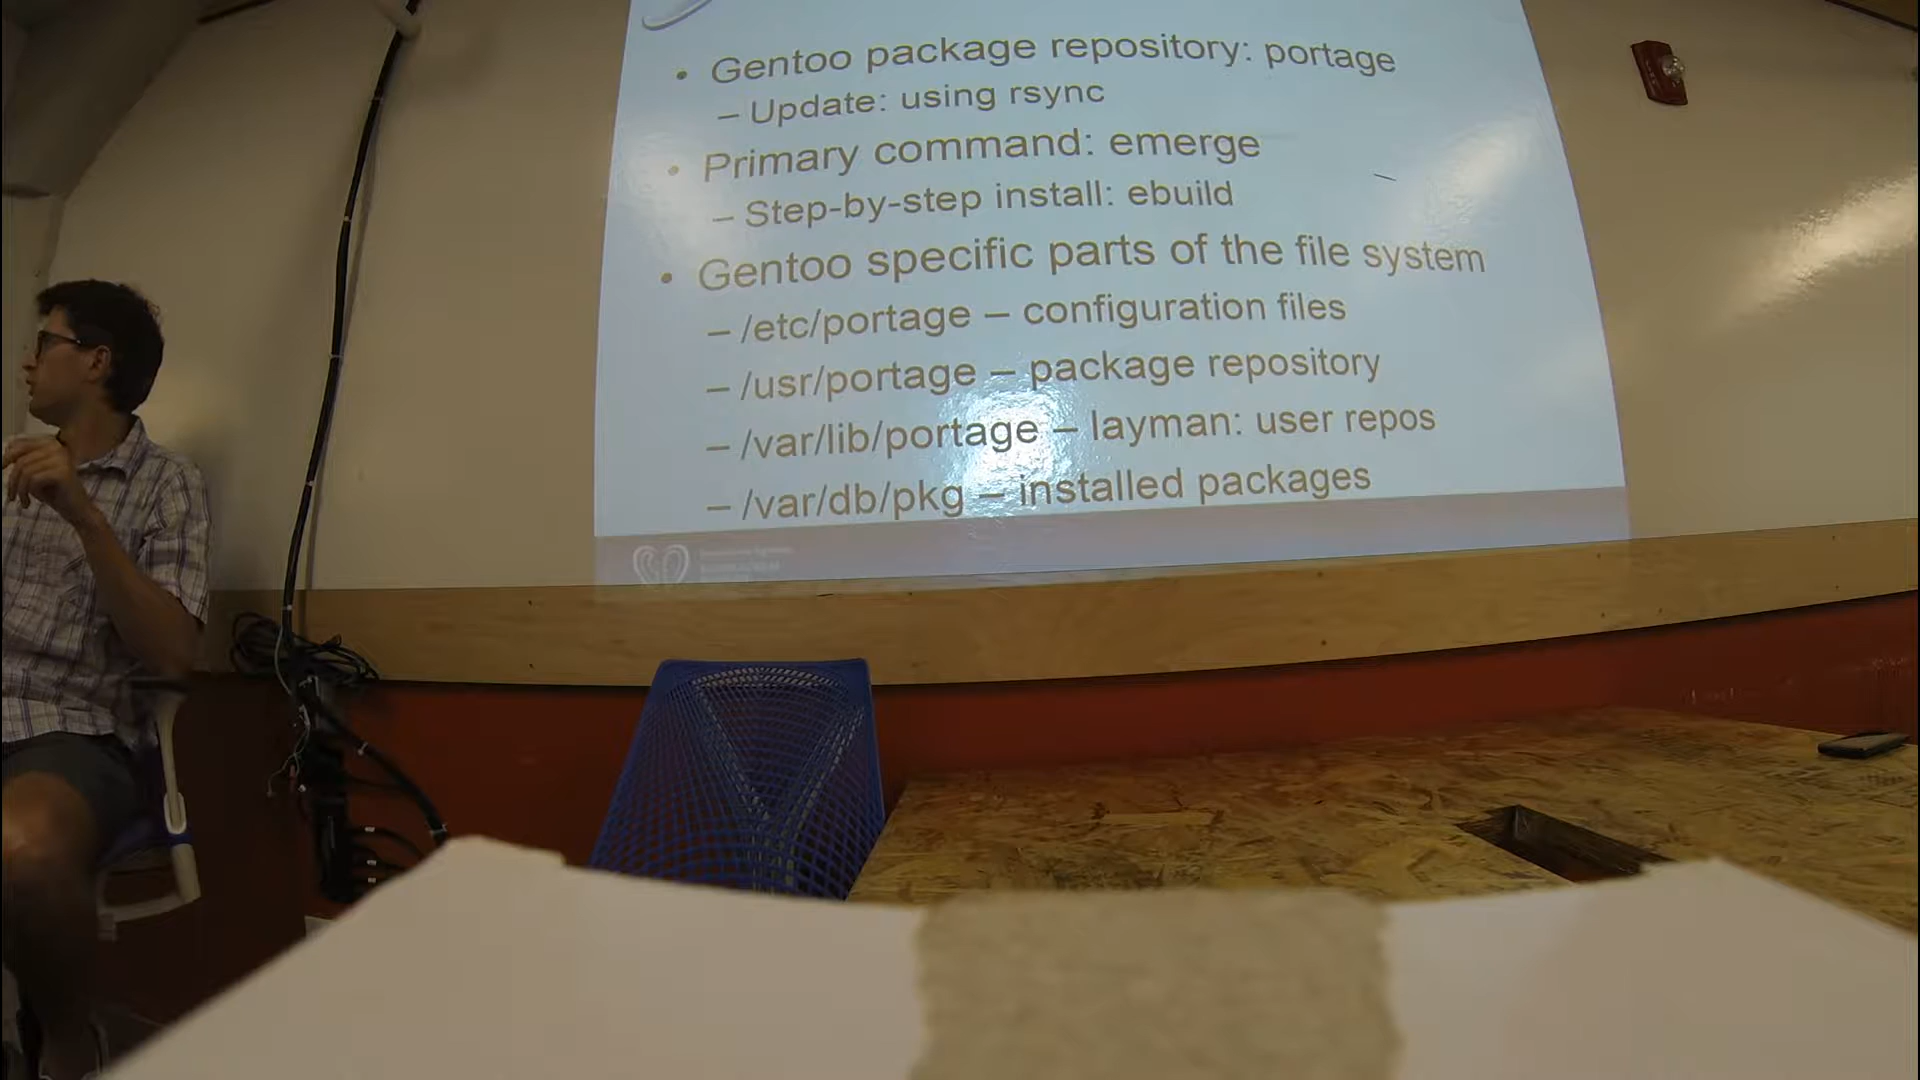 • Gentoo package repository: portage
– Update: using rsync
• Primary command: emerge
– Step-by-step install: ebuild
• Gentoo specific parts of the file system
– /etc/portage – configuration files
– /usr/portage – package repository
– /var/lib/portage – layman: user repos
– /var/db/pkg – installed packages